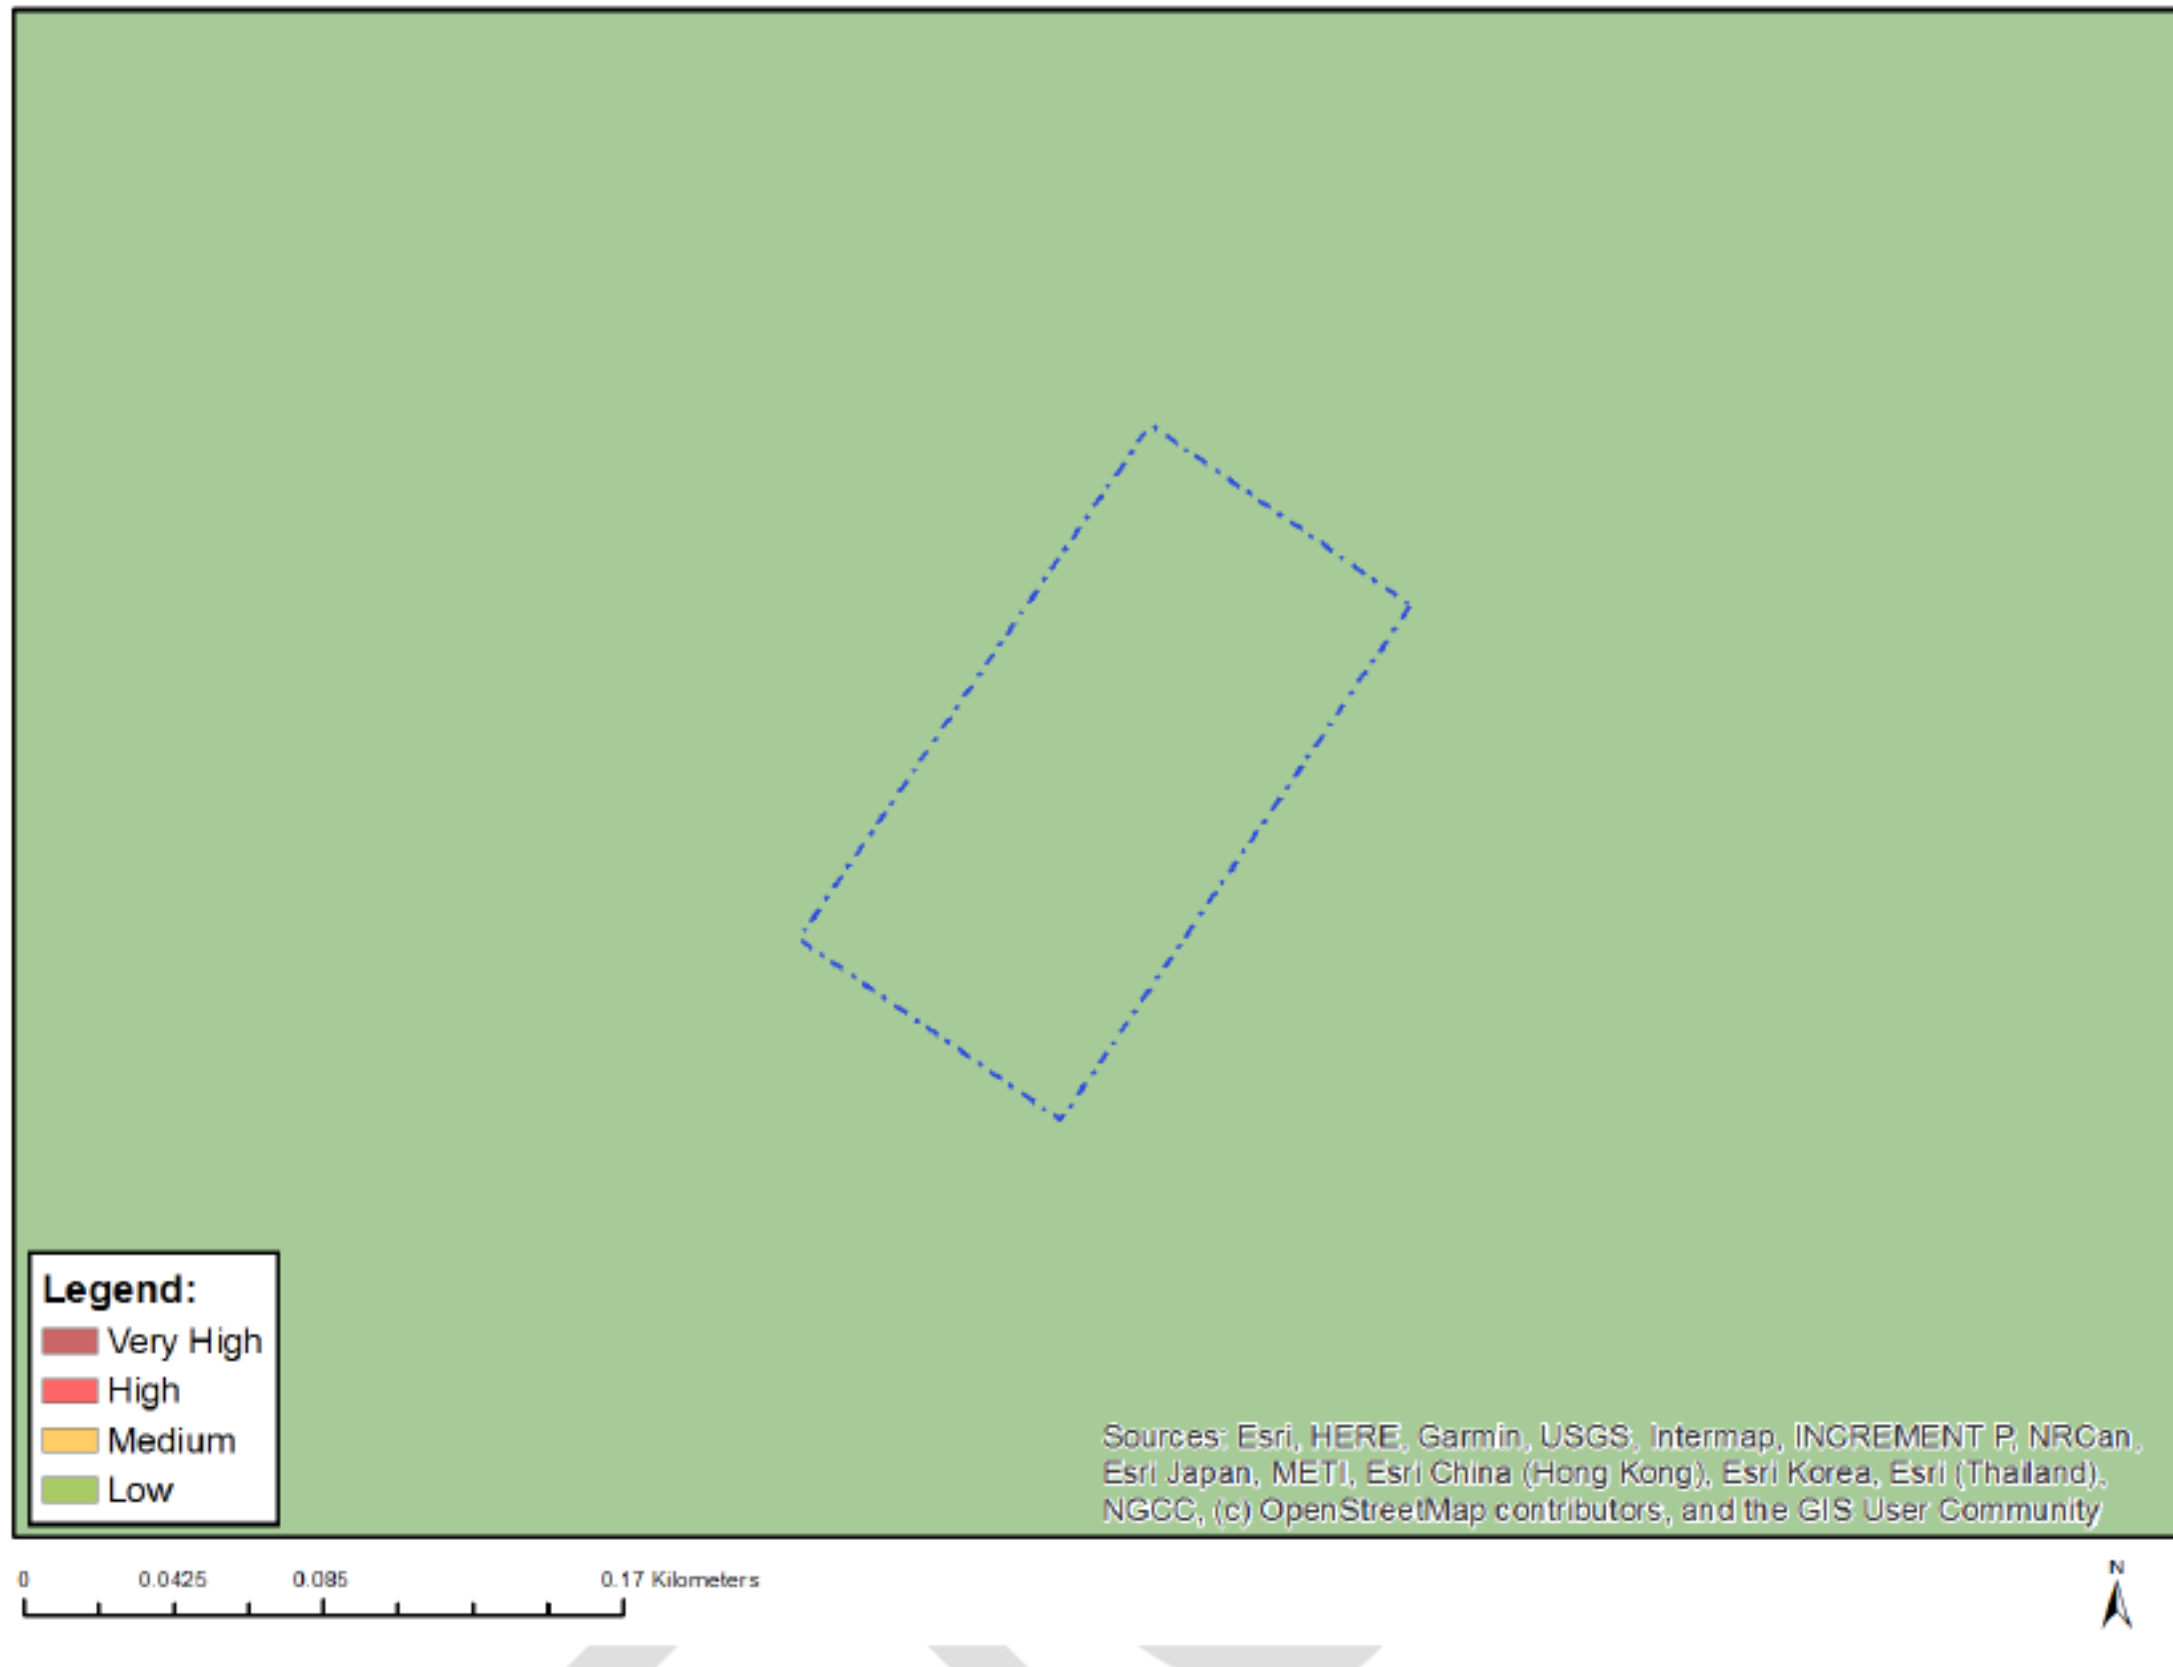 Legend:
Very High
High
Medium
Low
Sources: Esri, HERE, Garmin, USGS, Intermap, INCREMENT P, NRCan,
Esri Japan, METI, Esri China (Hong Kong), Esri Korea, Esri (Thailand),
NGCC, (c) OpenStreetMap contributors, and the GIS User Community
0 0.0425 0.085 0.17 Kilometers
N